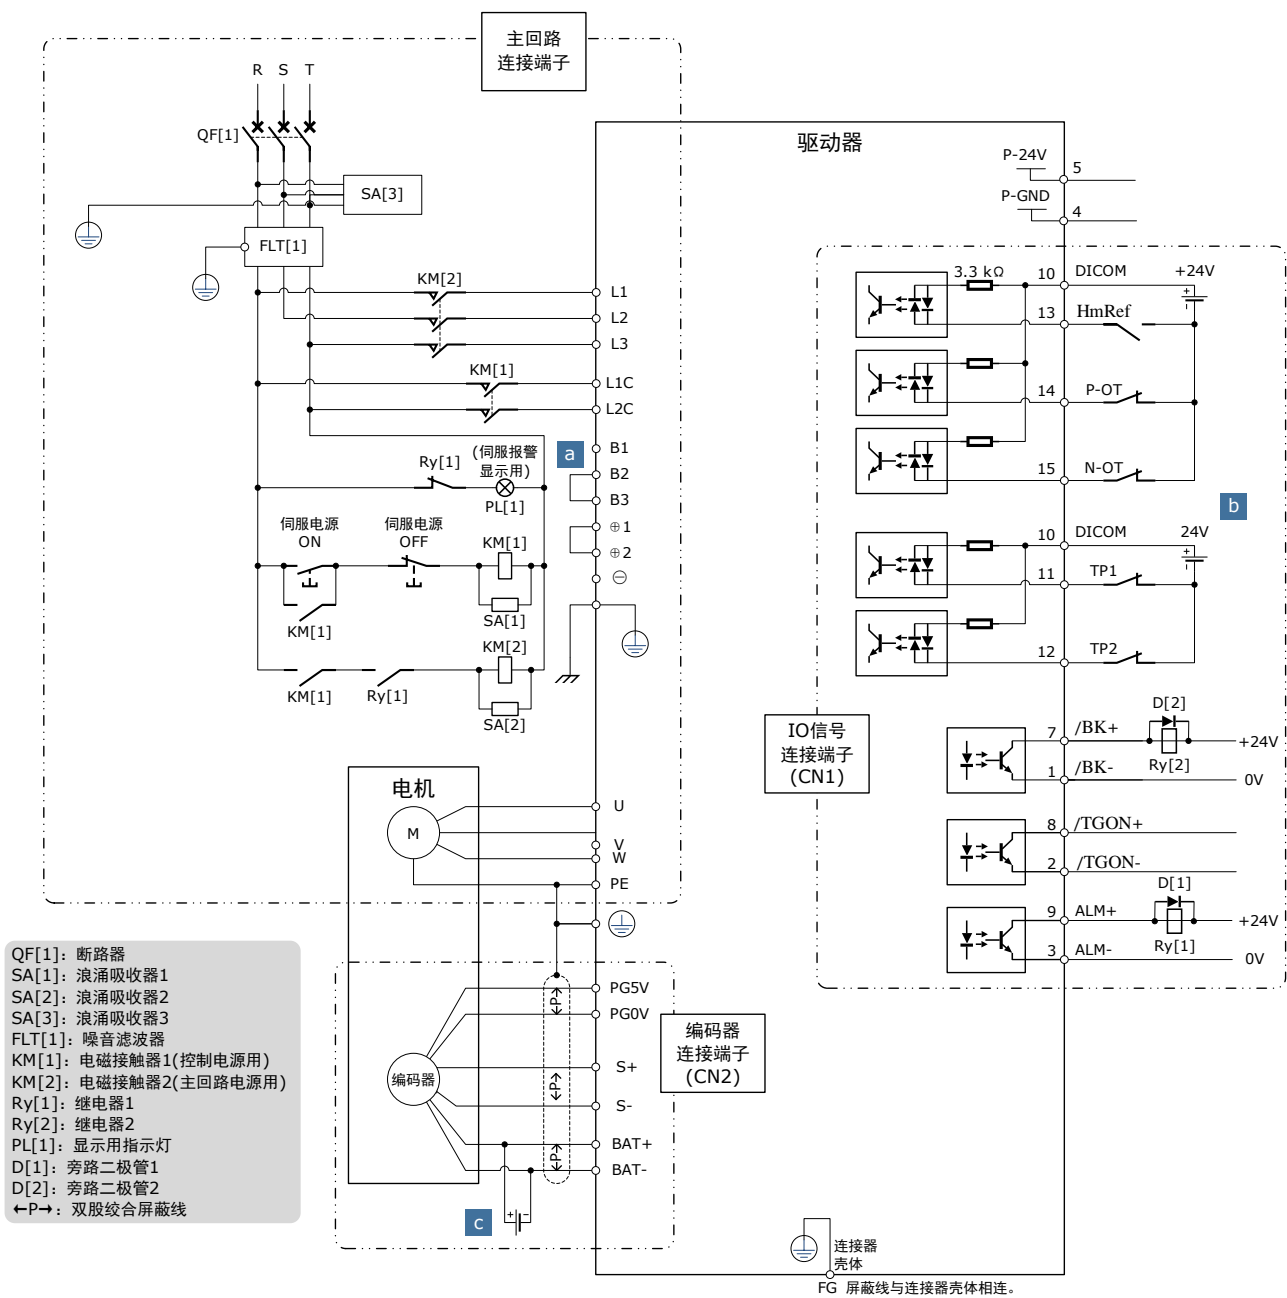 主回路
连接端子
R S T
QF[1]
SA[3]
FLT[1]
KM[2]
L1
L2
L3
KM[1]
L1C
L2C
a
B1
B2
B3
⊕1
⊕2
⊖
Ry[1]
(伺服报警
显示用)
PL[1]
伺服电源
ON
伺服电源
OFF
KM[1]
SA[1]
KM[1]
KM[2]
KM[1]
Ry[1]
SA[2]
电机
M
U
V
W
PE
驱动器
P-24V
5
P-GND
4
3.3 kΩ
10 DICOM
+24V
+
-
13 HmRef
14 P-OT
15 N-OT
b
10 DICOM
24V
+
-
11 TP1
12 TP2
IO信号
连接端子
(CN1)
D[2]
7 /BK+
+24V
Ry[2]
1 /BK-
0V
8 /TGON+
2 /TGON-
D[1]
9 ALM+
+24V
Ry[1]
3 ALM-
0V
QF[1]：断路器
SA[1]：浪涌吸收器1
SA[2]：浪涌吸收器2
SA[3]：浪涌吸收器3
FLT[1]：噪音滤波器
KM[1]：电磁接触器1(控制电源用)
KM[2]：电磁接触器2(主回路电源用)
Ry[1]：继电器1
Ry[2]：继电器2
PL[1]：显示用指示灯
D[1]：旁路二极管1
D[2]：旁路二极管2
←P→：双股绞合屏蔽线
编码器
←P→
PG5V
PG0V
←P→
S+
S-
←P→
BAT+
BAT-
编码器
连接端子
(CN2)
c
+ -
连接器
壳体
FG 屏蔽线与连接器壳体相连。